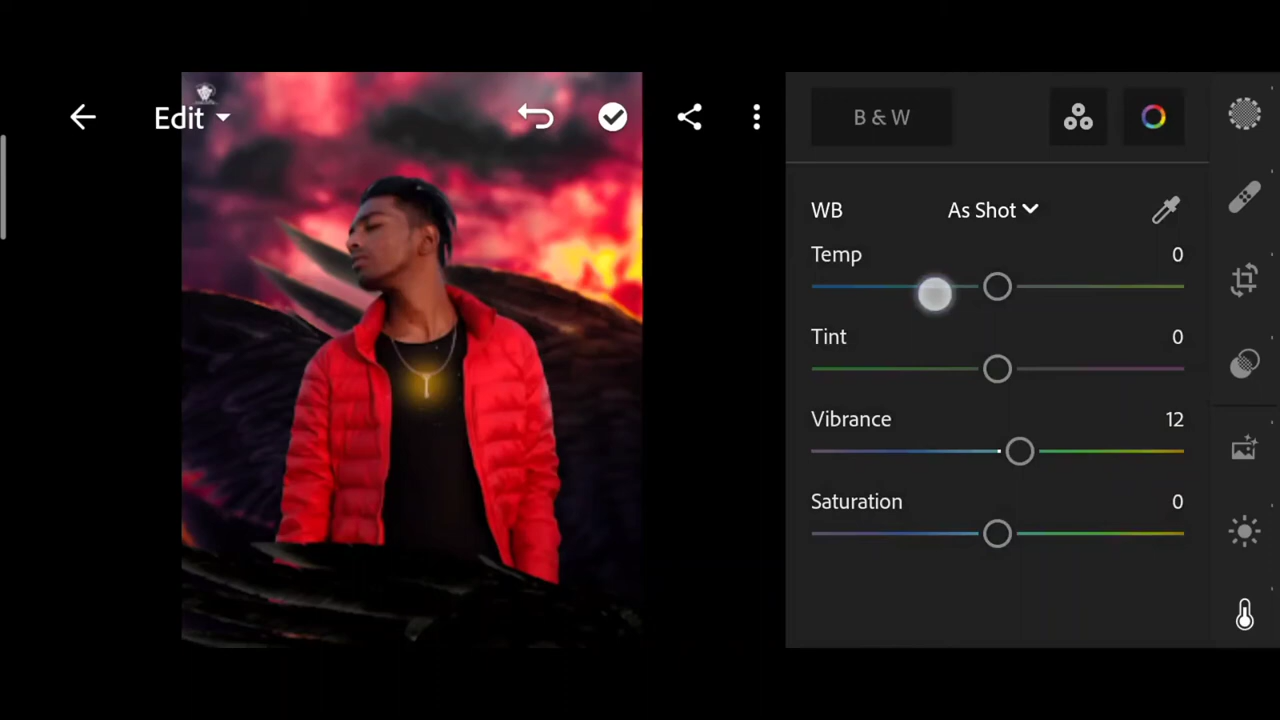 Edit
B & W
WB
As Shot
Temp
0
Tint
0
Vibrance
12
Saturation
0